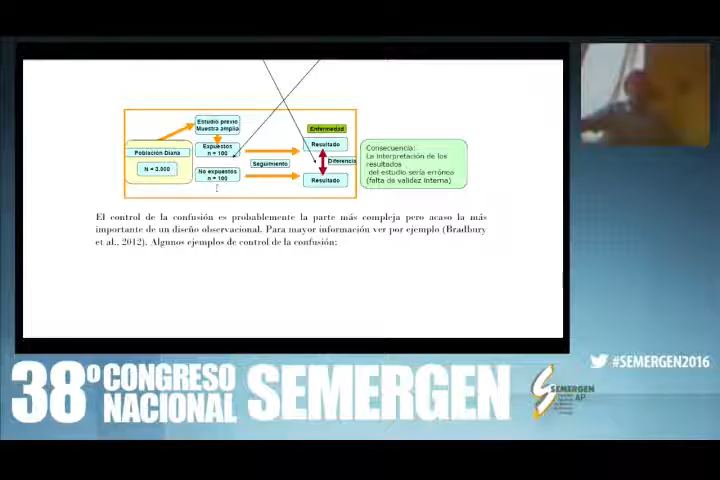 Estudio previo
Muestra amplia
Enfermedad
Población Diana
N = 3.000
Expuestos
n = 100
Seguimiento
No expuestos
n = 100
Resultado
Diferencia
Resultado
Consecuencia:
La interpretación de los
resultados
del estudio sería errónea
(falta de validez interna)
El control de la confusión es probablemente la parte más compleja pero acaso la más
importante de un diseño observacional. Para mayor información ver por ejemplo (Bradbury
et al., 2012). Algunos ejemplos de control de la confusión:
#SEMERGEN2016
38º CONGRESO
NACIONAL SEMERGEN
SEMERGEN
AP